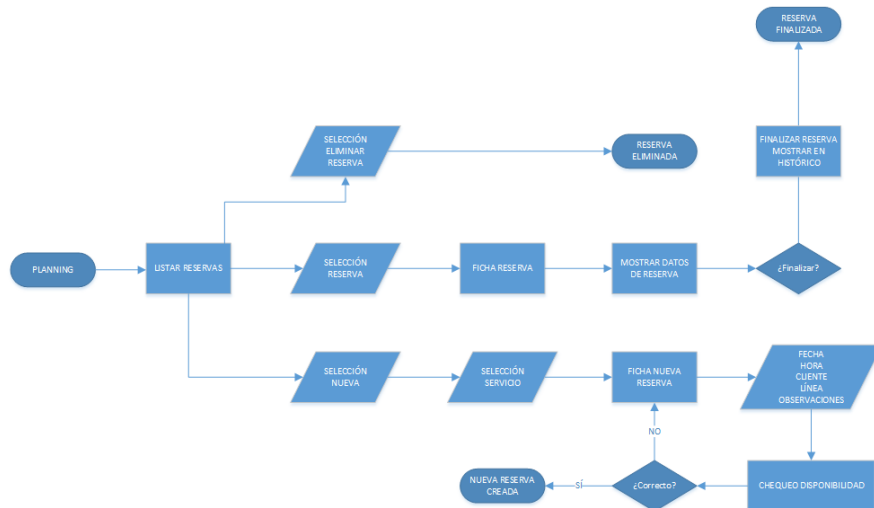 RESERVA
FINALIZADA
SELECCIÓN
ELIMINAR
RESERVA
RESERVA
ELIMINADA
FINALIZAR RESERVA
MOSTRAR EN
HISTÓRICO
PLANNING
LISTAR RESERVAS
SELECCIÓN
RESERVA
FICHA RESERVA
MOSTRAR DATOS
DE RESERVA
¿Finalizar?
SELECCIÓN
NUEVA
SELECCIÓN
SERVICIO
FICHA NUEVA
RESERVA
FECHA
HORA
CLIENTE
LÍNEA
OBSERVACIONES
NO
NUEVA RESERVA
CREADA
SÍ
¿Correcto?
CHEQUEO DISPONIBILIDAD